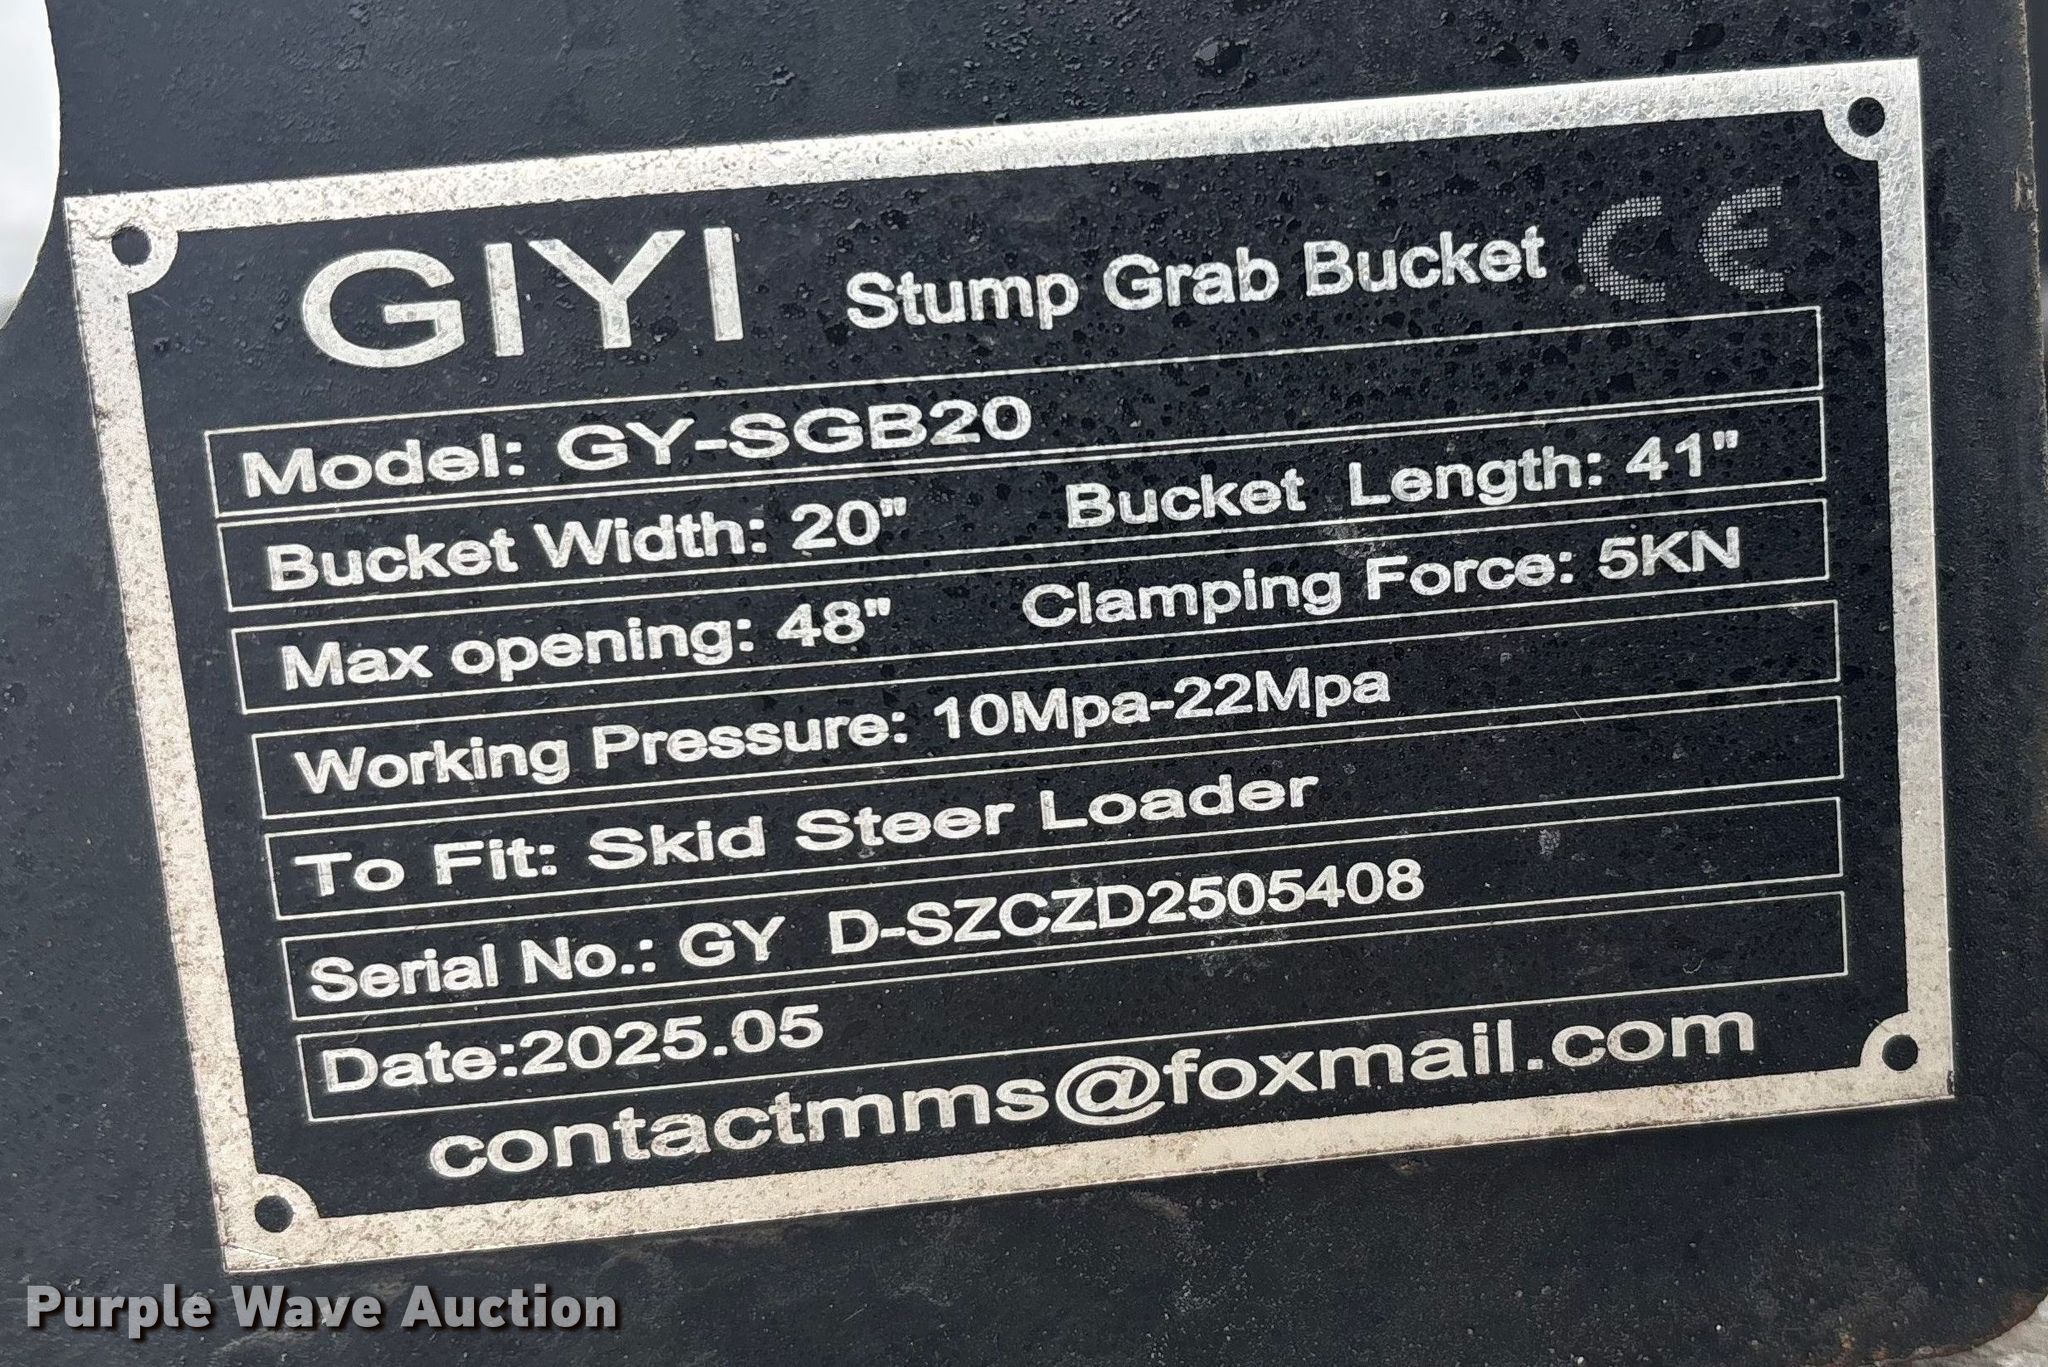 GIYI Stump Grab Bucket CE
Model: GY-SGB20
Bucket Width: 20" Bucket Length: 41"
Max opening: 48" Clamping Force: 5KN
Working Pressure: 10Mpa-22Mpa
To Fit: Skid Steer Loader
Serial No.: GY D-SZCZD2505408
Date:2025.05
contactmms@foxmail.com
Purple Wave Auction